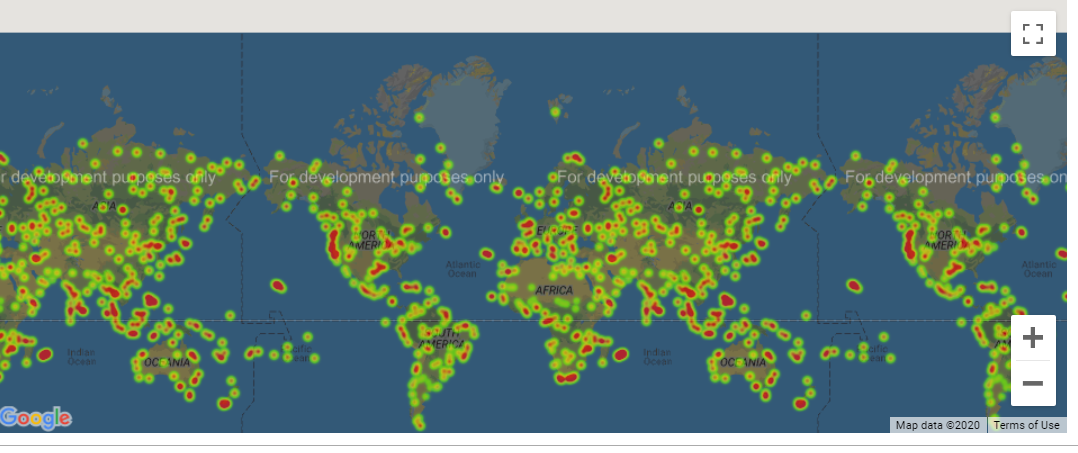 r development purposes only
For development purposes only
For development purposes only
For development purposes on
ASIA
EUROPE
ASIA
NORTH
AMERICA
NORTH
AMERICA
Atlantic
Ocean
Atlantic
Ocean
AFRICA
SOUTH
AMERICA
Indian
Ocean
OCEANIA
Indian
Ocean
OCEANIA
Google
Map data ©2020
Terms of Use